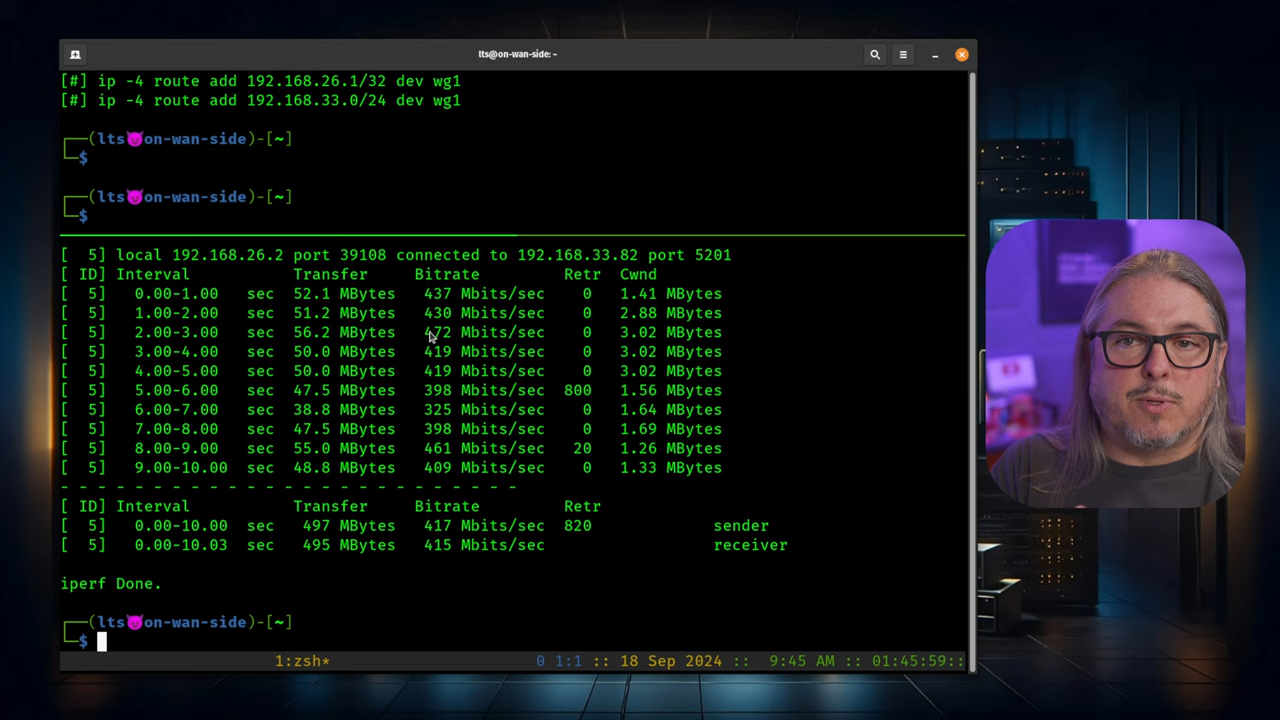 lts@on-wan-side: ~
[#] ip -4 route add 192.168.26.1/32 dev wg1
[#] ip -4 route add 192.168.33.0/24 dev wg1
┌──(lts😈on-wan-side)-[~]
└─$
┌──(lts😈on-wan-side)-[~]
└─$
[  5] local 192.168.26.2 port 39108 connected to 192.168.33.82 port 5201
[ ID] Interval           Transfer     Bitrate         Retr  Cwnd
[  5]   0.00-1.00   sec  52.1 MBytes   437 Mbits/sec    0   1.41 MBytes
[  5]   1.00-2.00   sec  51.2 MBytes   430 Mbits/sec    0   2.88 MBytes
[  5]   2.00-3.00   sec  56.2 MBytes   472 Mbits/sec    0   3.02 MBytes
[  5]   3.00-4.00   sec  50.0 MBytes   419 Mbits/sec    0   3.02 MBytes
[  5]   4.00-5.00   sec  50.0 MBytes   419 Mbits/sec    0   3.02 MBytes
[  5]   5.00-6.00   sec  47.5 MBytes   398 Mbits/sec  800   1.56 MBytes
[  5]   6.00-7.00   sec  38.8 MBytes   325 Mbits/sec    0   1.64 MBytes
[  5]   7.00-8.00   sec  47.5 MBytes   398 Mbits/sec    0   1.69 MBytes
[  5]   8.00-9.00   sec  55.0 MBytes   461 Mbits/sec   20   1.26 MBytes
[  5]   9.00-10.00  sec  48.8 MBytes   409 Mbits/sec    0   1.33 MBytes
- - - - - - - - - - - - - - - - - - - - - - - - -
[ ID] Interval           Transfer     Bitrate         Retr
[  5]   0.00-10.00  sec   497 MBytes   417 Mbits/sec  820             sender
[  5]   0.00-10.03  sec   495 MBytes   415 Mbits/sec                  receiver
iperf Done.
┌──(lts😈on-wan-side)-[~]
└─$
1:zsh* 0 1:1 :: 18 Sep 2024 :: 9:45 AM :: 01:45:59::